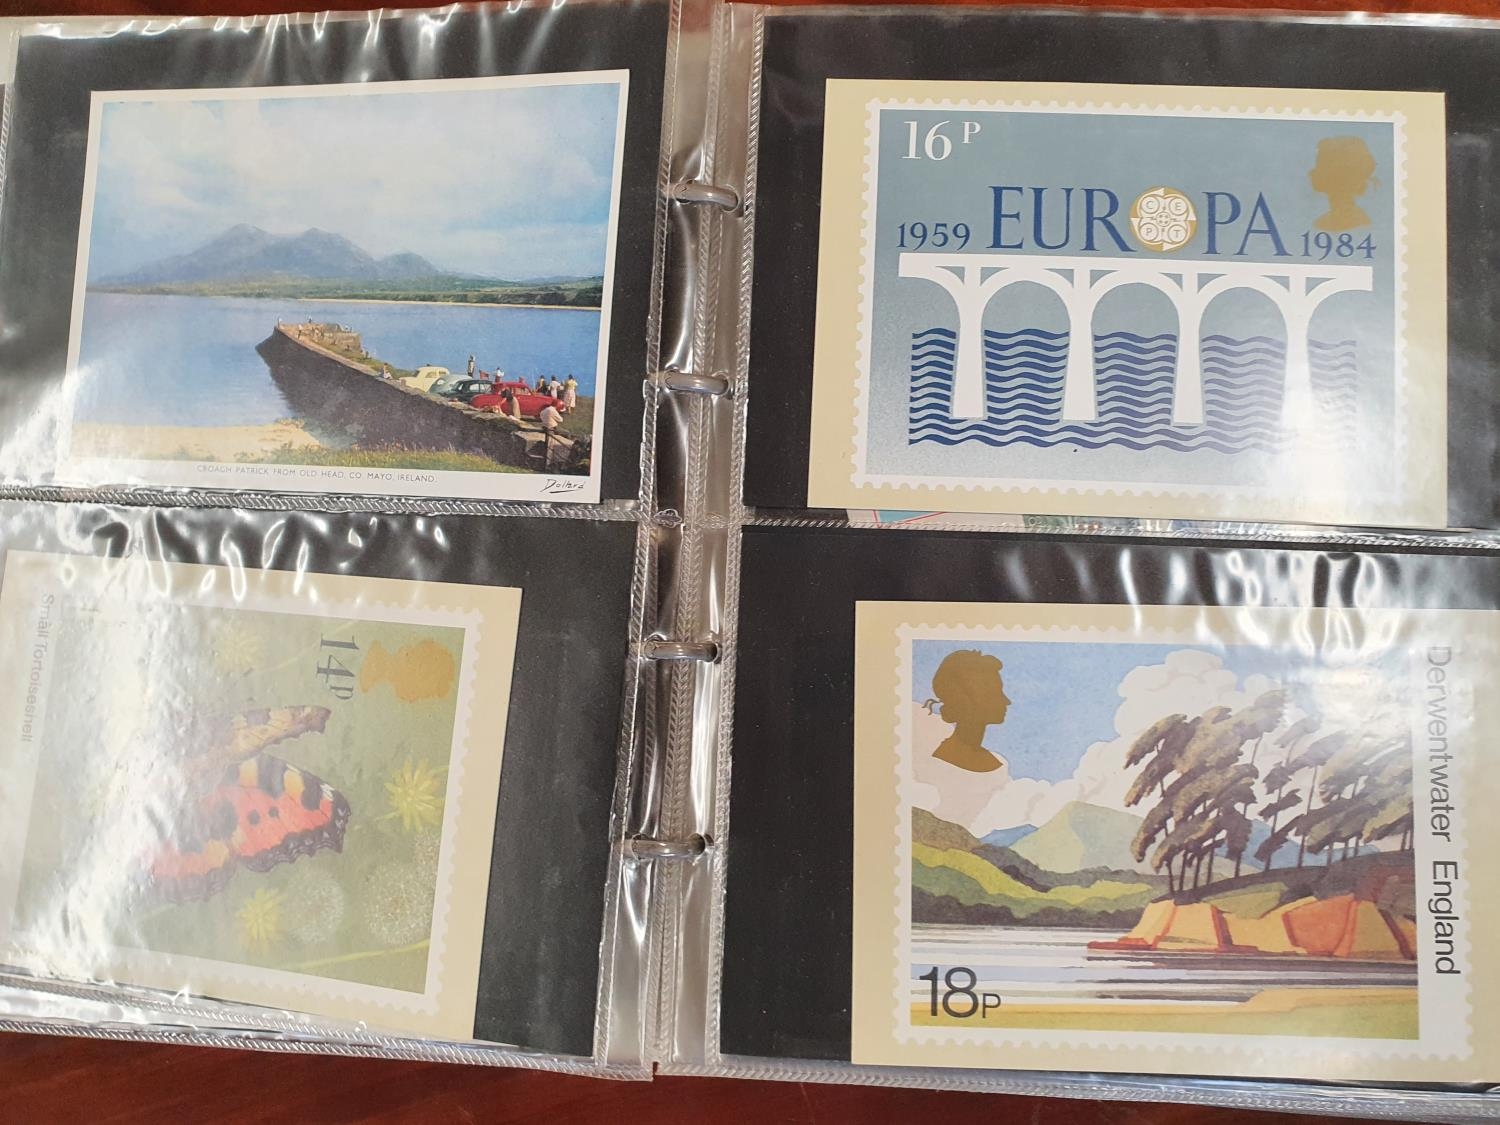 CROAGH PATRICK FROM OLD HEAD, CO. MAYO, IRELAND.
Dollard
16P
1959 EUROPA 1984
CEPT
Small Tortoiseshell
14P
Derwentwater England
18P